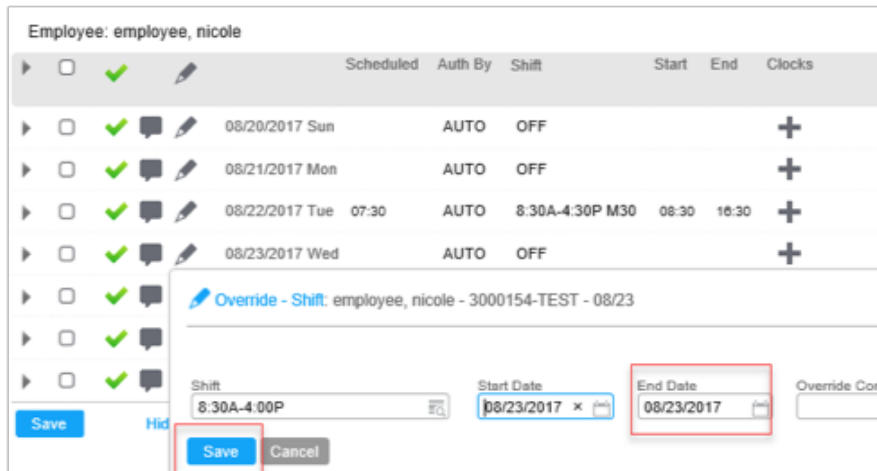 Employee: employee, nicole
Scheduled Auth By Shift Start End Clocks
08/20/2017 Sun AUTO OFF
08/21/2017 Mon AUTO OFF
08/22/2017 Tue 07:30 AUTO 8:30A-4:30P M30 08:30 16:30
08/23/2017 Wed AUTO OFF
Override - Shift: employee, nicole - 3000154-TEST - 08/23
Shift Start Date End Date Override Cor
8:30A-4:00P 08/23/2017 × 08/23/2017
Save Hid
Save Cancel